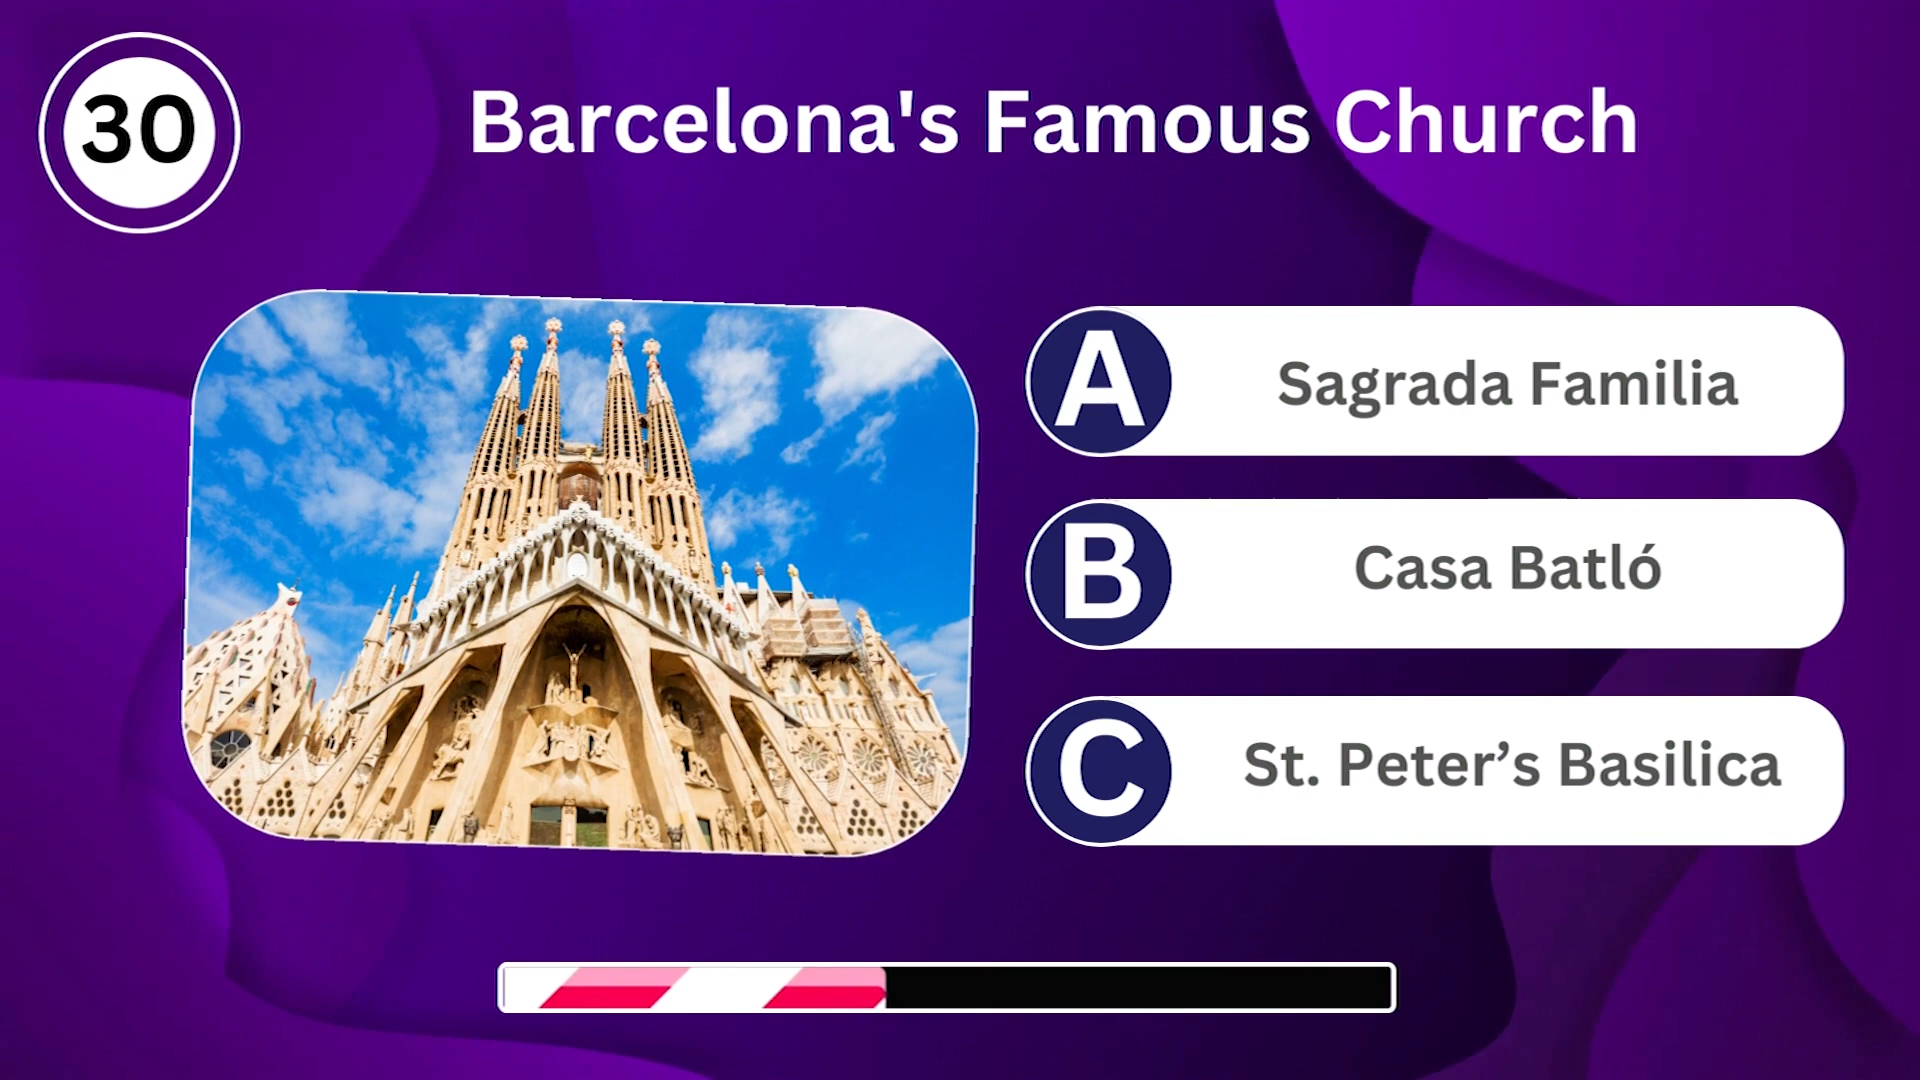 30
Barcelona's Famous Church
A
Sagrada Familia
B
Casa Batló
C
St. Peter’s Basilica